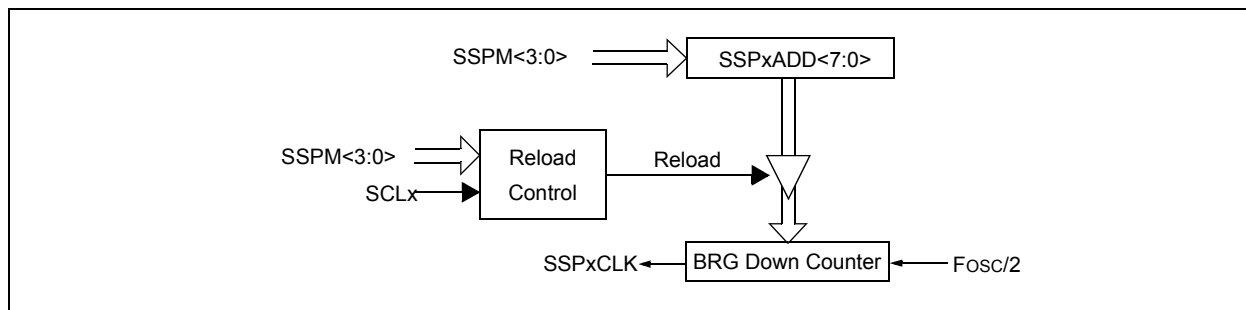 SSPM<3:0>
SSPxADD<7:0>
SSPM<3:0>
SCLx
Reload
Control
Reload
SSPxCLK
BRG Down Counter
FOSC/2